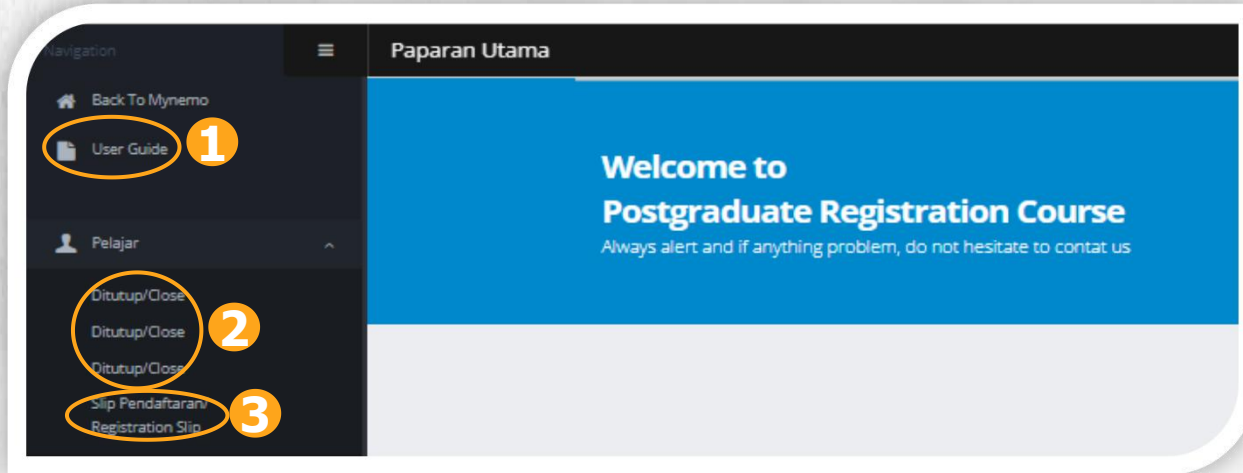 Navigation
Paparan Utama
Back To Mynemo
User Guide
1
Welcome to
Postgraduate Registration Course
Always alert and if anything problem, do not hesitate to contat us
Pelajar
Ditutup/Close
Ditutup/Close
2
Ditutup/Close
Slip Pendaftaran/
Registration Slip
3